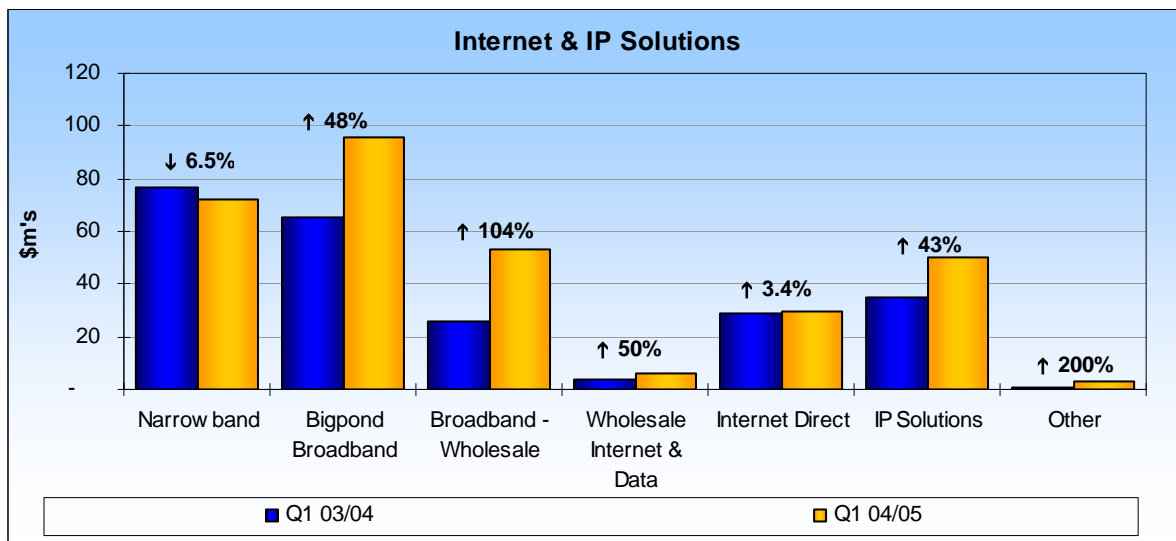 Internet & IP Solutions
$m's
120
100
80
60
40
20
-
↓ 6.5%
↑ 48%
↑ 104%
↑ 50%
↑ 3.4%
↑ 43%
↑ 200%
Narrow band
Bigpond
Broadband
Broadband -
Wholesale
Wholesale
Internet &
Data
Internet Direct
IP Solutions
Other
Q1 03/04
Q1 04/05